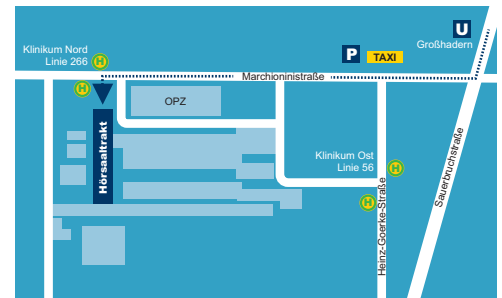 U
Großhadern
Klinikum Nord
Linie 266
H
P
TAXI
Marchioninistraße
H
OPZ
Hörsaaltrakt
Klinikum Ost
Linie 56
H
H
Heinz-Goerke-Straße
Sauerbruchstraße